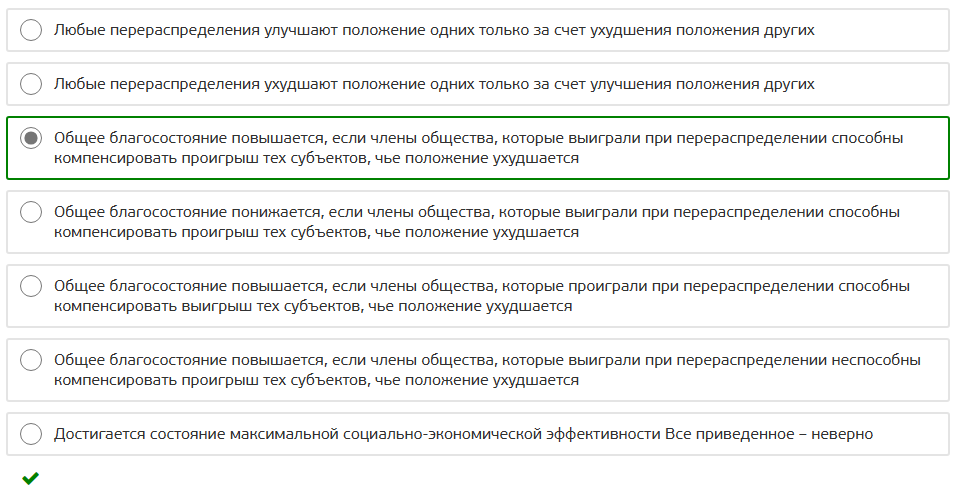 Любые перераспределения улучшают положение одних только за счет ухудшения положения других
Любые перераспределения ухудшают положение одних только за счет улучшения положения других
Общее благосостояние повышается, если члены общества, которые выиграли при перераспределении способны
компенсировать проигрыш тех субъектов, чье положение ухудшается
Общее благосостояние понижается, если члены общества, которые выиграли при перераспределении способны
компенсировать проигрыш тех субъектов, чье положение ухудшается
Общее благосостояние повышается, если члены общества, которые проиграли при перераспределении способны
компенсировать выигрыш тех субъектов, чье положение ухудшается
Общее благосостояние повышается, если члены общества, которые выиграли при перераспределении неспособны
компенсировать проигрыш тех субъектов, чье положение ухудшается
Достигается состояние максимальной социально-экономической эффективности Все приведенное – неверно